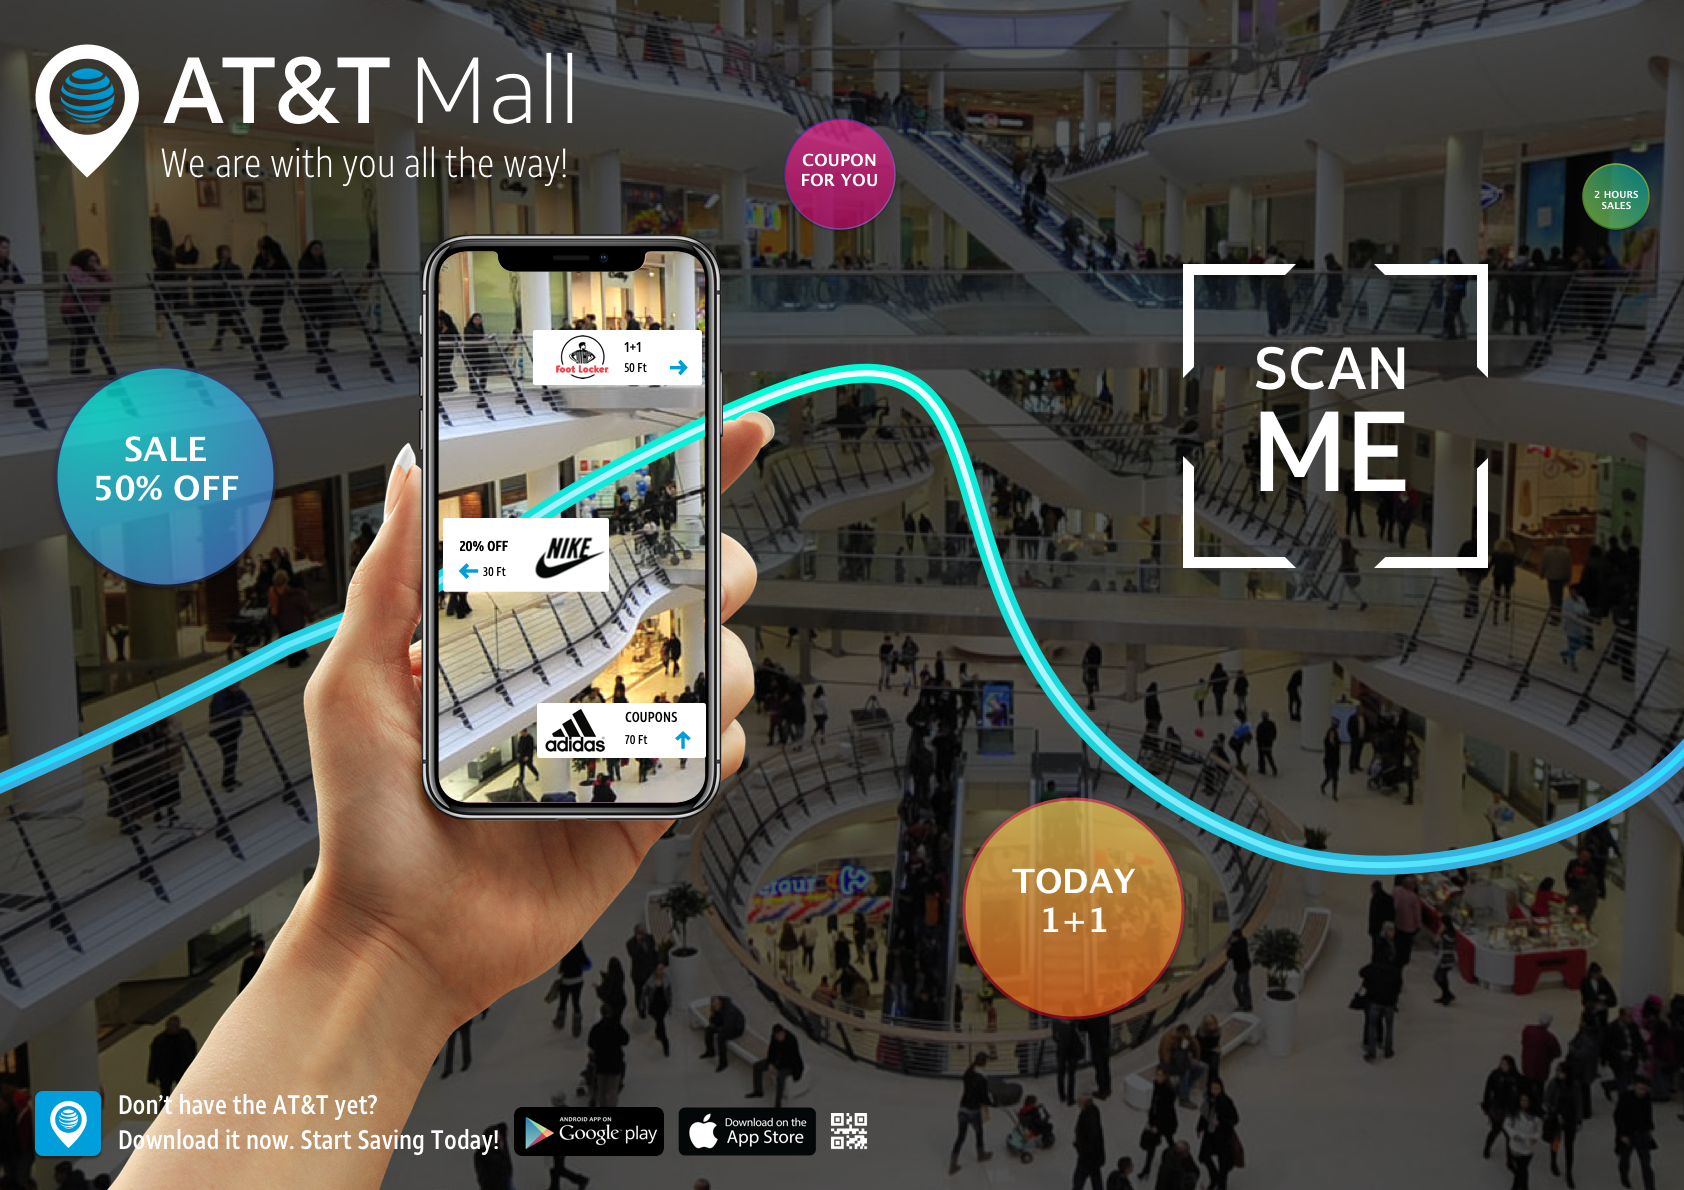 AT&T Mall
We are with you all the way!
COUPON
FOR YOU
2 HOURS
SALES
1+1
50 Ft
Foot Locker
SCAN
ME
SALE
50% OFF
20% OFF
30 Ft
NIKE
COUPONS
70 Ft
adidas
TODAY
1+1
Don't have the AT&T yet?
Download it now. Start Saving Today!
ANDROID APP ON
Google play
Download on the
App Store